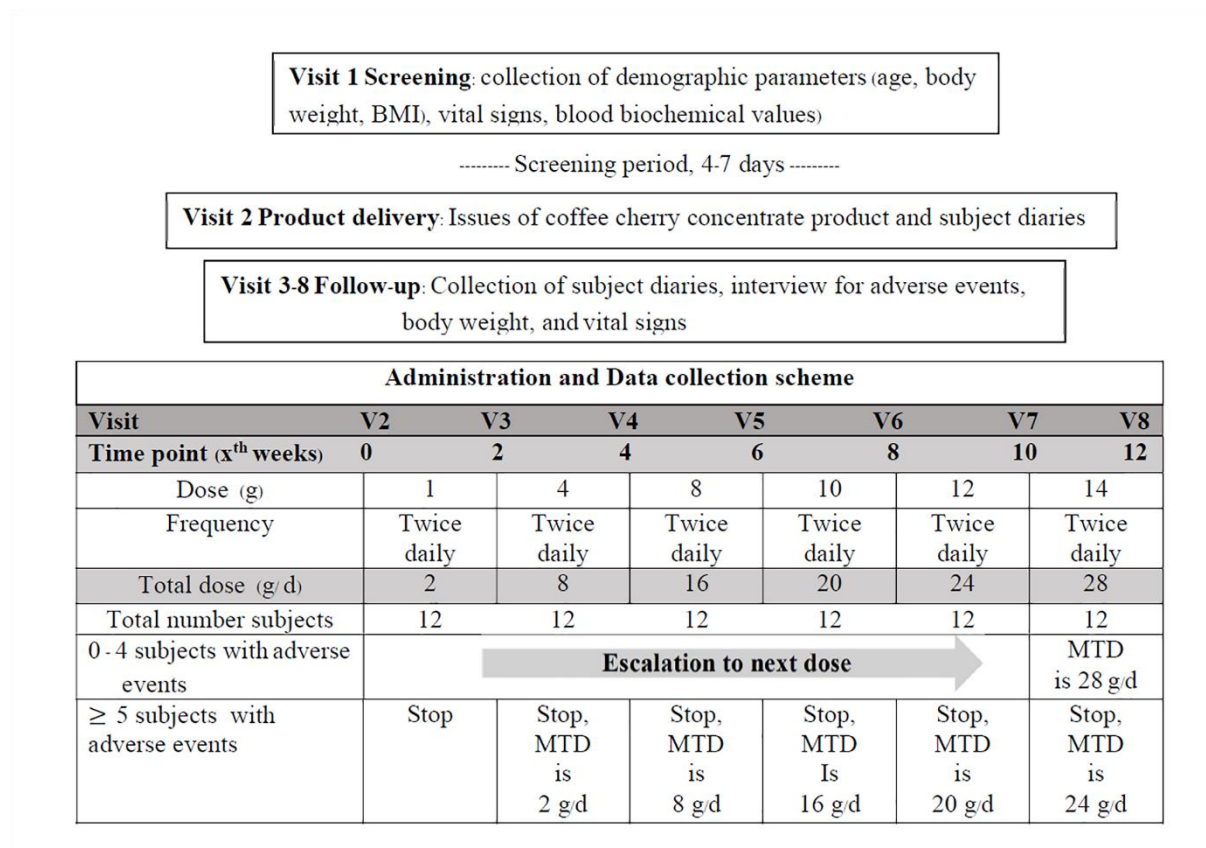 Visit 1 Screening: collection of demographic parameters (age, body
weight, BMI), vital signs, blood biochemical values)
--------- Screening period, 4-7 days ---------
Visit 2 Product delivery: Issues of coffee cherry concentrate product and subject diaries
Visit 3-8 Follow-up: Collection of subject diaries, interview for adverse events,
body weight, and vital signs
Administration and Data collection scheme
Visit V2 V3 V4 V5 V6 V7 V8
Time point (xth weeks) 0 2 4 6 8 10 12
Dose (g) 1 4 8 10 12 14
Frequency Twice Twice Twice Twice Twice Twice
daily daily daily daily daily daily
Total dose (g/d) 2 8 16 20 24 28
Total number subjects 12 12 12 12 12 12
0 - 4 subjects with adverse Escalation to next dose MTD
events is 28 g/d
≥ 5 subjects with Stop Stop, Stop, Stop, Stop, Stop,
adverse events MTD MTD MTD MTD MTD
is is Is is is
2 g/d 8 g/d 16 g/d 20 g/d 24 g/d